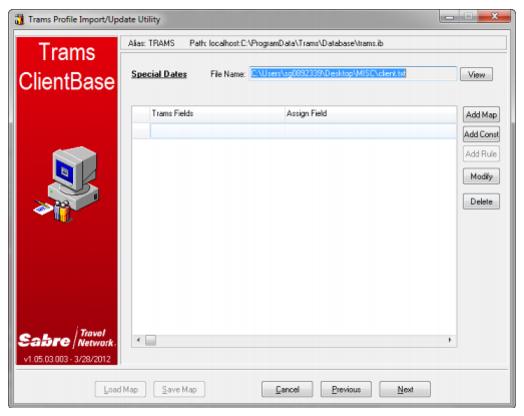 Trams Profile Import/Update Utility
Trams
ClientBase
Alias: TRAMS Path: localhost:C:\ProgramData\Trams\Database\trams.ib
Special Dates File Name: C:\Users\sg0892339\Desktop\MISC\client.txt View
Trams Fields Assign Field
Add Map
Add Const
Add Rule
Modify
Delete
Sabre Travel Network.
v1.05.03.003 - 3/28/2012
Load Map Save Map Cancel Previous Next